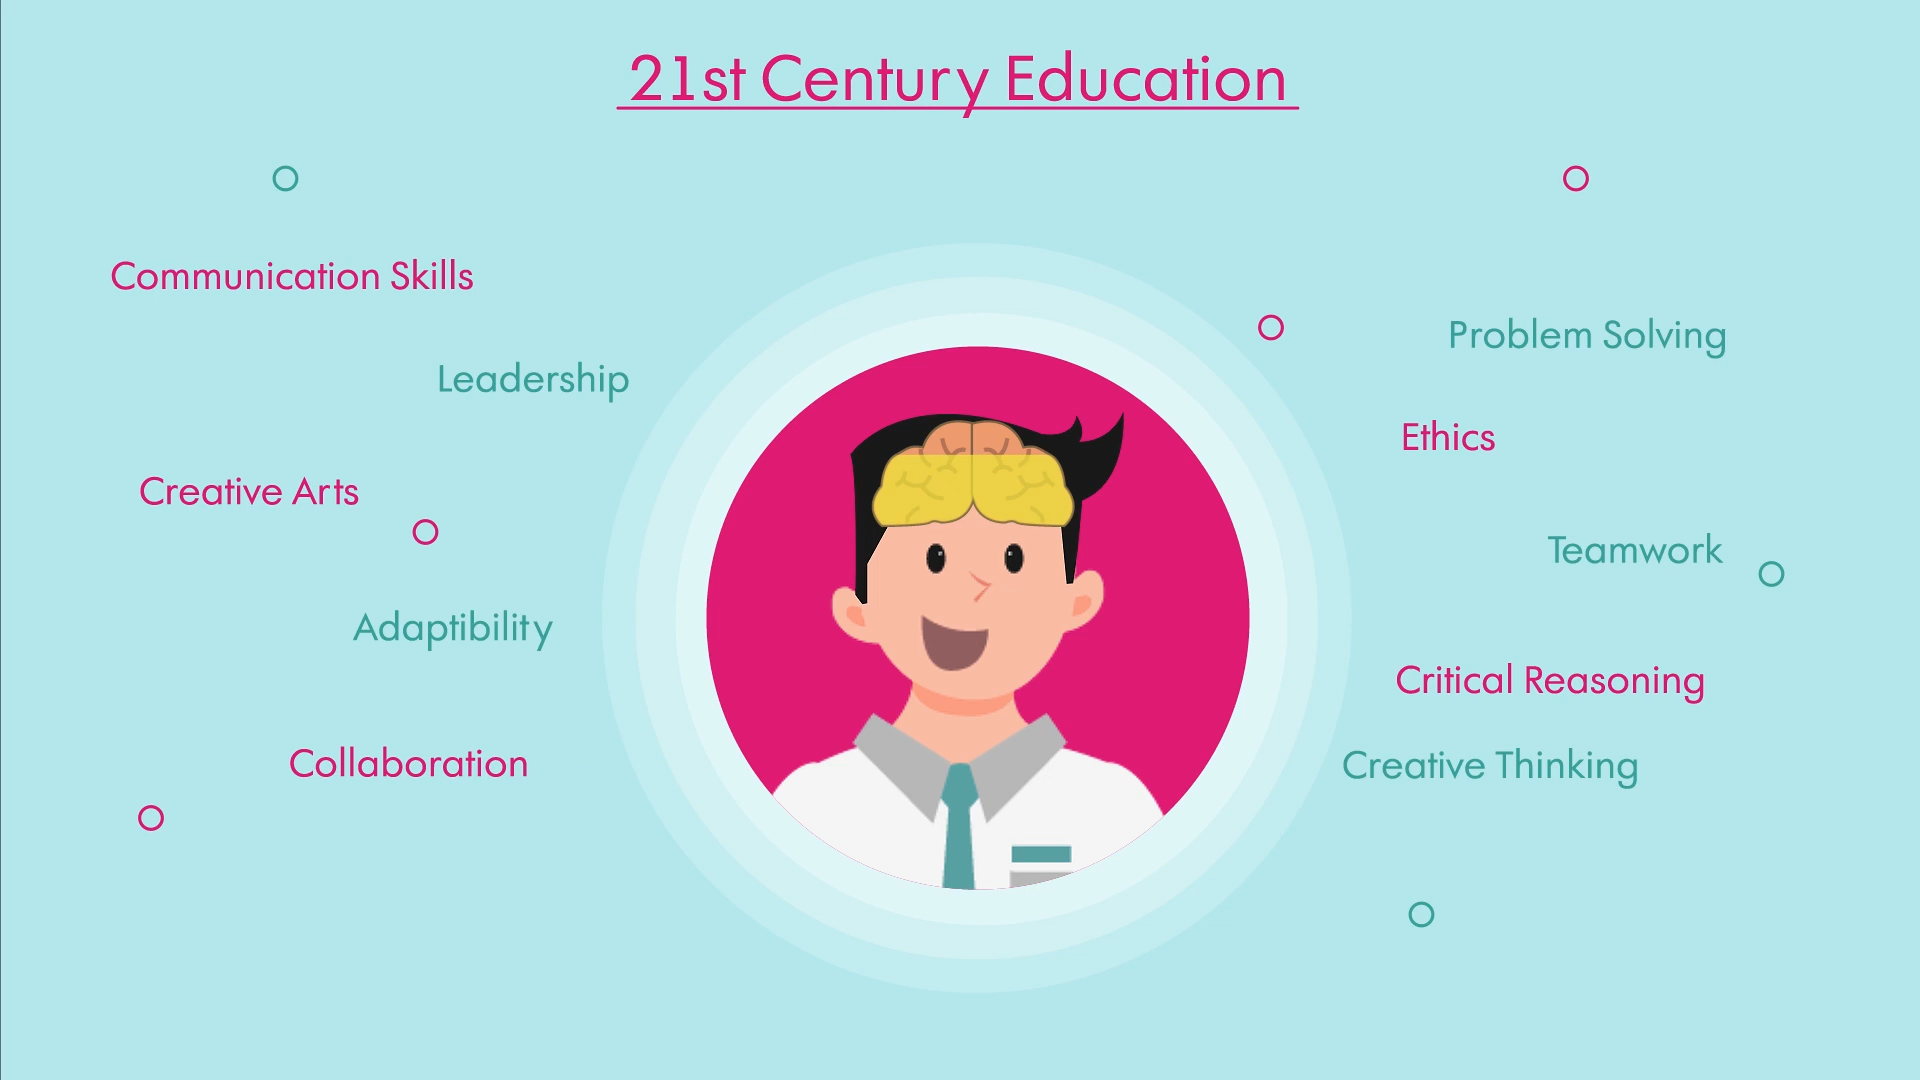 21st Century Education
Communication Skills
Leadership
Creative Arts
Adaptibility
Collaboration
Problem Solving
Ethics
Teamwork
Critical Reasoning
Creative Thinking